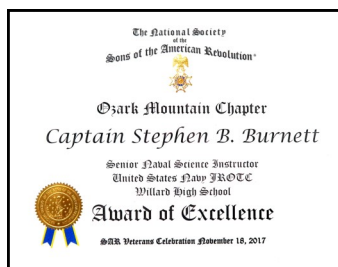 The National Society
of the
Sons of the American Revolution®
Ozark Mountain Chapter
Captain Stephen B. Burnett
Senior Naval Science Instructor
United States Navy JROTC
Willard High School
Award of Excellence
SAR Veterans Celebration November 18, 2017